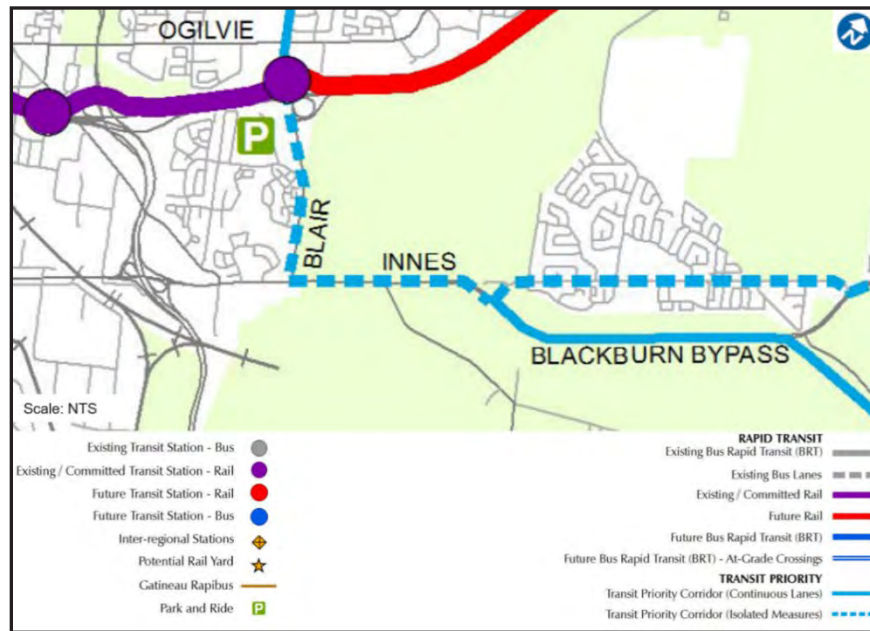 OGILVIE
N
P
BLAIR
INNES
BLACKBURN BYPASS
Scale: NTS
Existing Transit Station - Bus
Existing / Committed Transit Station - Rail
Future Transit Station - Rail
Future Transit Station - Bus
Inter-regional Stations
Potential Rail Yard
Gatineau Rapibus
Park and Ride P
RAPID TRANSIT
Existing Bus Rapid Transit (BRT)
Existing Bus Lanes
Existing / Committed Rail
Future Rail
Future Bus Rapid Transit (BRT)
Future Bus Rapid Transit (BRT) - At-Grade Crossings
TRANSIT PRIORITY
Transit Priority Corridor (Continuous Lanes)
Transit Priority Corridor (Isolated Measures)